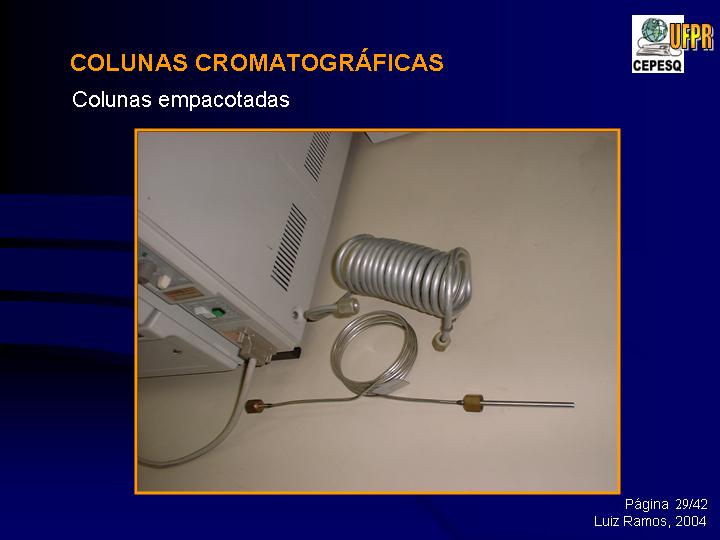 UFPR
CEPESQ
COLUNAS CROMATOGRÁFICAS
Colunas empacotadas
Página 29/42
Luiz Ramos, 2004